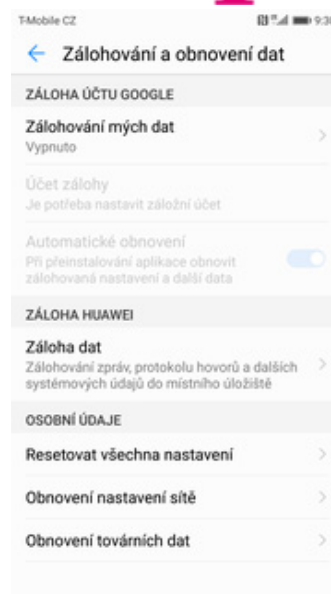 T-Mobile CZ 9:30
Zálohování a obnovení dat
ZÁLOHA ÚČTU GOOGLE
Zálohování mých dat
Vypnuto
Účet zálohy
Je potřeba nastavit záložní účet
Automatické obnovení
Při přeinstalování aplikace obnovit
zálohovaná nastavení a další data
ZÁLOHA HUAWEI
Záloha dat
Zálohování zpráv, protokolu hovorů a dalších
systémových údajů do místního úložiště
OSOBNÍ ÚDAJE
Resetovat všechna nastavení
Obnovení nastavení sítě
Obnovení továrních dat